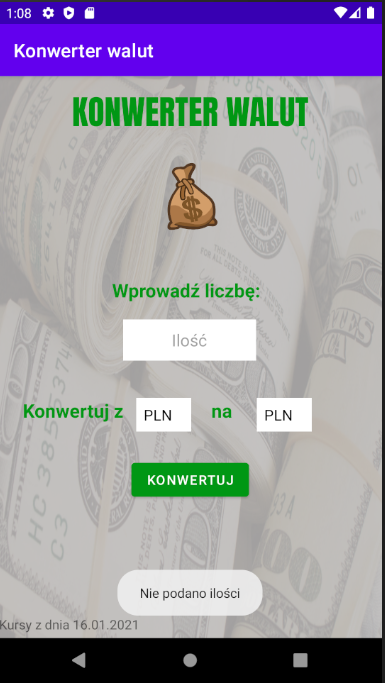 1:08
Konwerter walut
KONWERTER WALUT
$
Wprowadź liczbę:
Ilość
Konwertuj z PLN na PLN
KONWERTUJ
Nie podano ilości
Kursy z dnia 16.01.2021